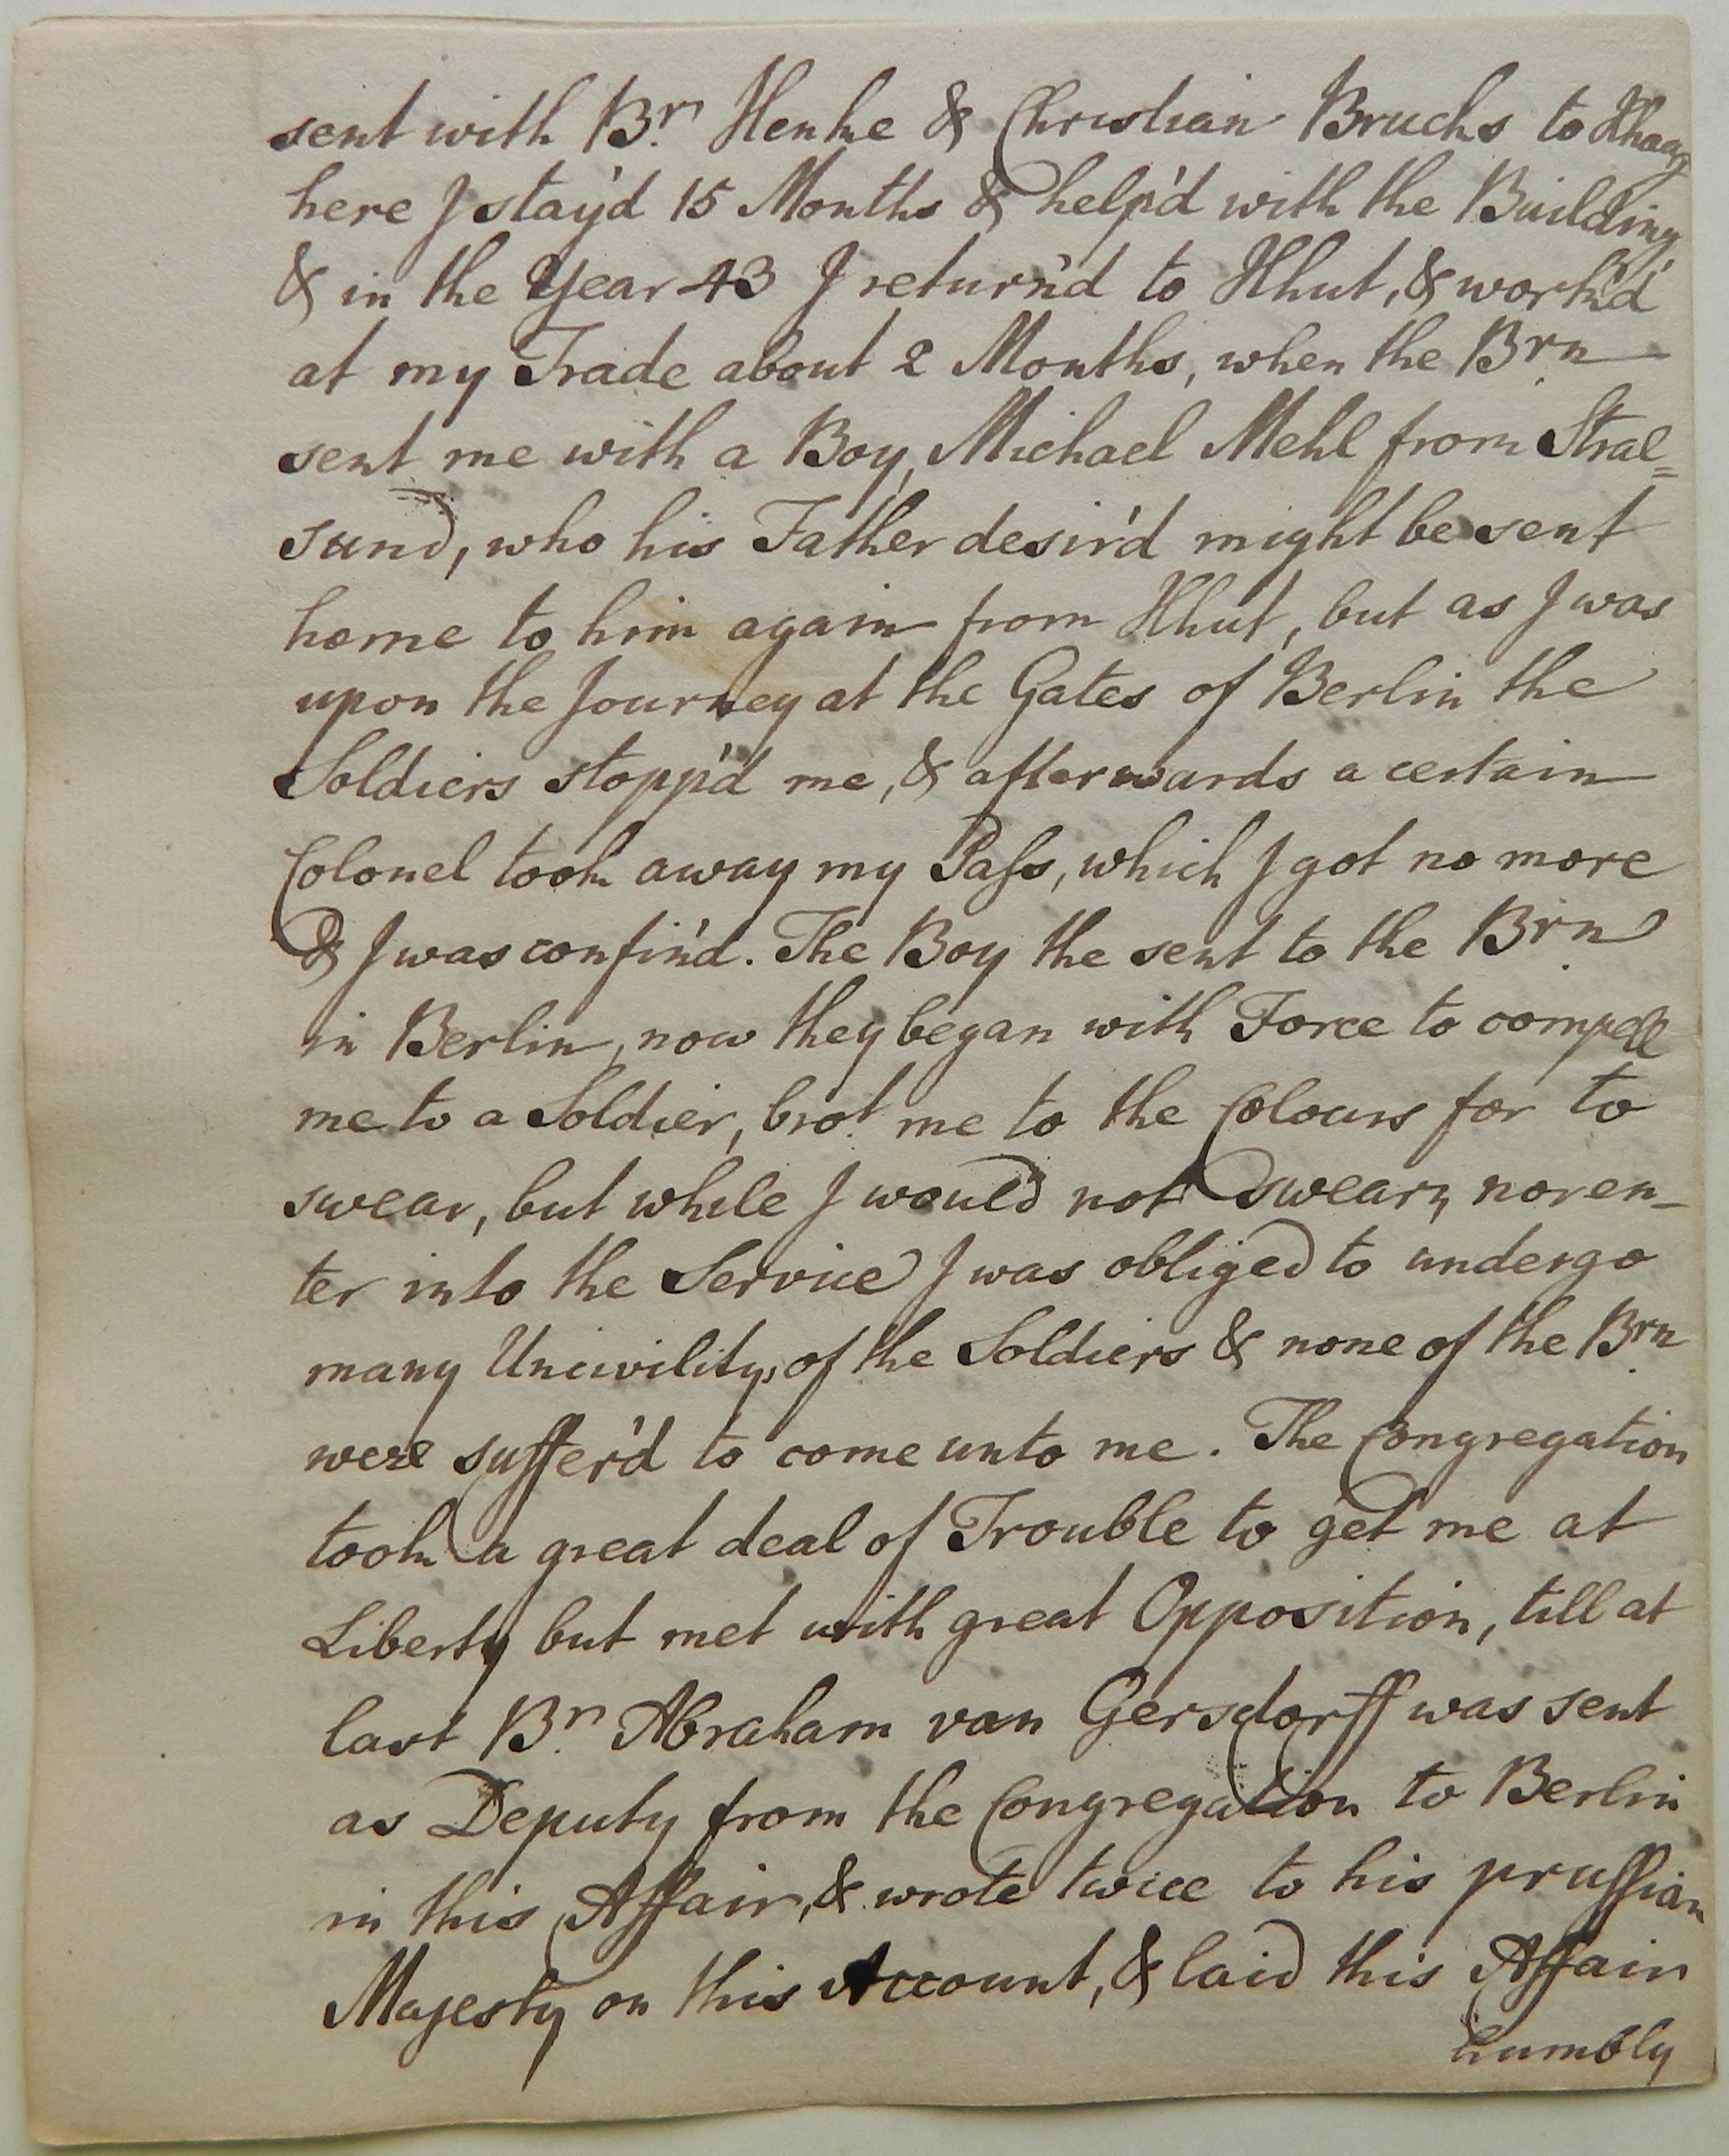 sent with Br. Henke & Christian Bruchs to Hhaag
here I stay'd 15 Months & help'd with the Building,
& in the Year 43 I return'd to Hhut, & work'd
at my Trade about 2 Months, when the Brn
sent me with a Boy, Michael Mehl from Stral=
sund, who his Father desir'd might be sent
home to him again from Hhut, but as I was
upon the Journey at the Gates of Berlin the
Soldiers stopp'd me, & afterwards a certain
Colonel took away my Pass, which I got no more
& I was confin'd. The Boy the sent to the Brn
in Berlin, now they began with Force to compell
me to a Soldier, brot me to the Colours for to
swear, but while I would not swear, nor en-
ter into the Service I was obliged to undergo
many Uncivility, of the Soldiers & none of the Brn
were suffer'd to come unto me. The Congregation
took a great deal of Trouble to get me at
Liberty but met with great Opposition, till at
last Br. Abraham van Gersdorff was sent
as Deputy from the Congregation to Berlin
in this Affair, & wrote twice to his prussian
Majesty on this Account, & laid this Affair
humbly